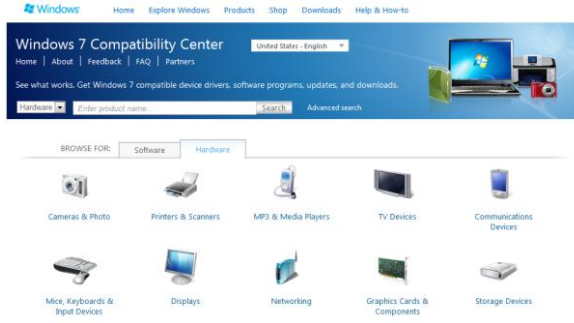 Windows Home Explore Windows Products Shop Downloads Help & How-to
Windows 7 Compatibility Center
United States - English
Home | About | Feedback | FAQ | Partners
See what works. Get Windows 7 compatible device drivers, software programs, updates, and downloads.
Hardware Enter product name... Search Advanced search
BROWSE FOR: Software Hardware
Cameras & Photo Printers & Scanners MP3 & Media Players TV Devices Communications
Devices
Mice, Keyboards & Displays Networking Graphics Cards & Storage Devices
Input Devices Components